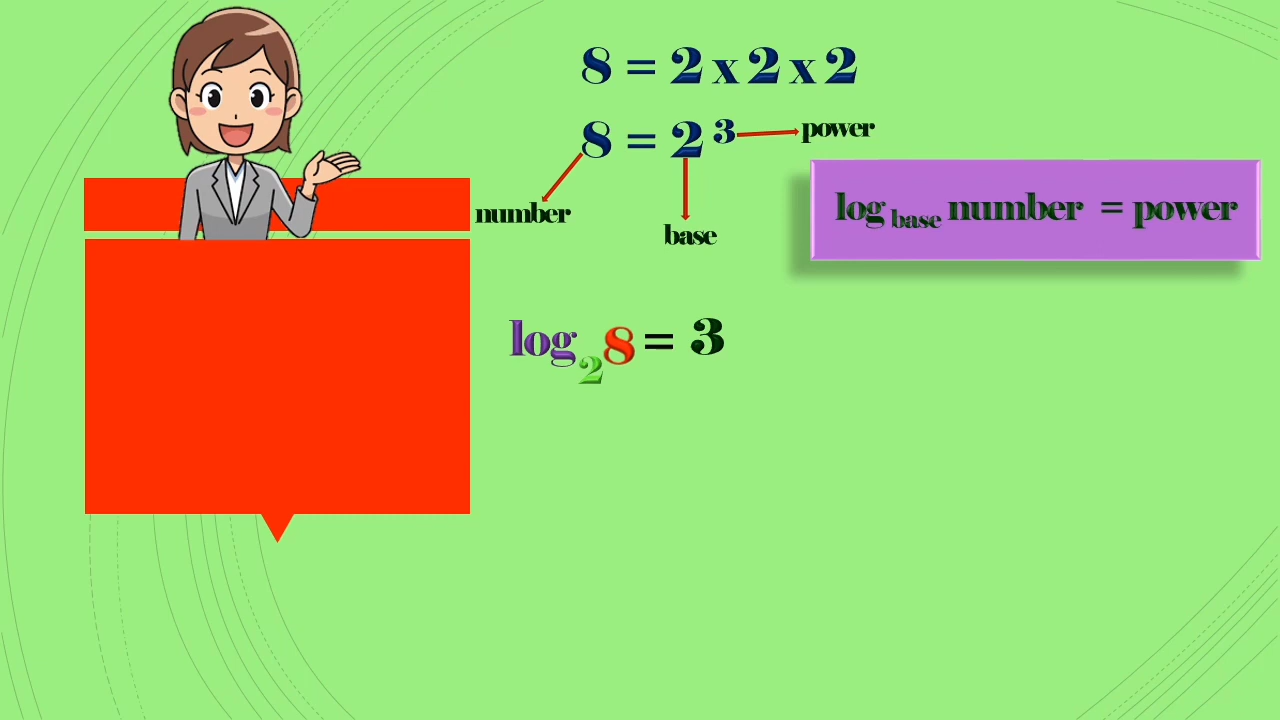 8 = 2 x 2 x 2
8 = 2 3
power
number
base
log base number = power
log 2 8 = 3